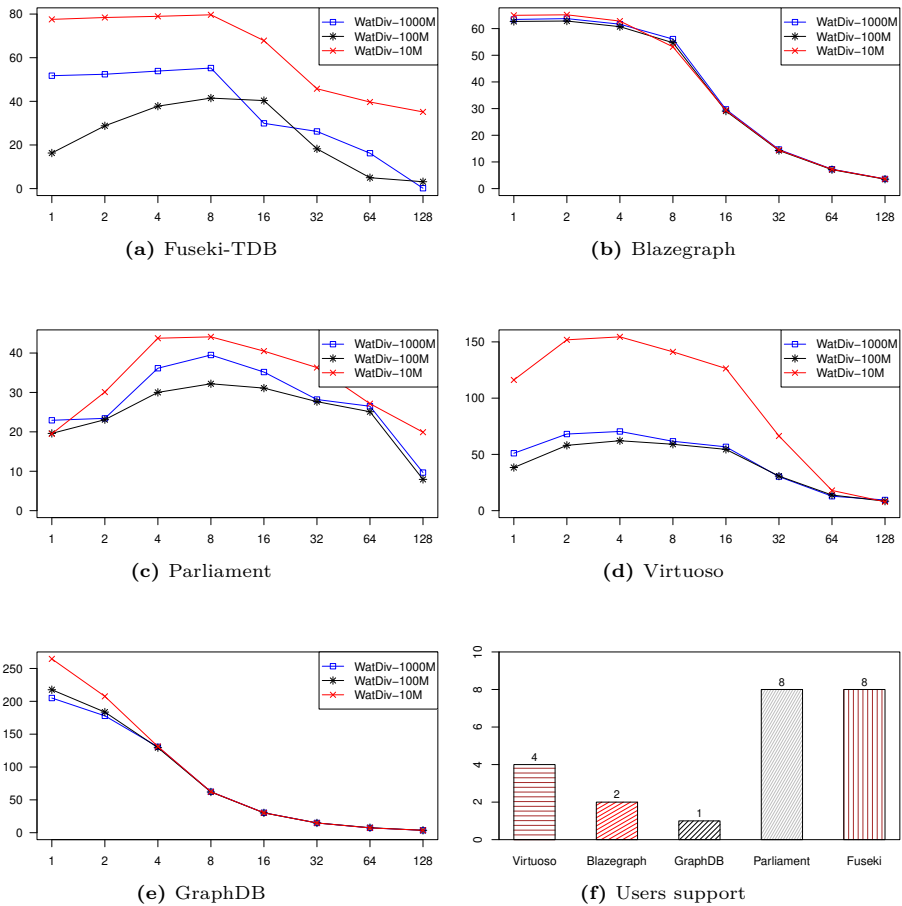 80
60
40
20
0
WatDiv-1000M
WatDiv-100M
WatDiv-10M
1 2 4 8 16 32 64 128
(a) Fuseki-TDB
60
50
40
30
20
10
0
WatDiv-1000M
WatDiv-100M
WatDiv-10M
1 2 4 8 16 32 64 128
(b) Blazegraph
40
30
20
10
0
WatDiv-1000M
WatDiv-100M
WatDiv-10M
1 2 4 8 16 32 64 128
(c) Parliament
150
100
50
0
WatDiv-1000M
WatDiv-100M
WatDiv-10M
1 2 4 8 16 32 64 128
(d) Virtuoso
250
200
150
100
50
0
WatDiv-1000M
WatDiv-100M
WatDiv-10M
1 2 4 8 16 32 64 128
(e) GraphDB
10
8
6
4
2
0
4 2 1 8 8
Virtuoso Blazegraph GraphDB Parliament Fuseki
(f) Users support